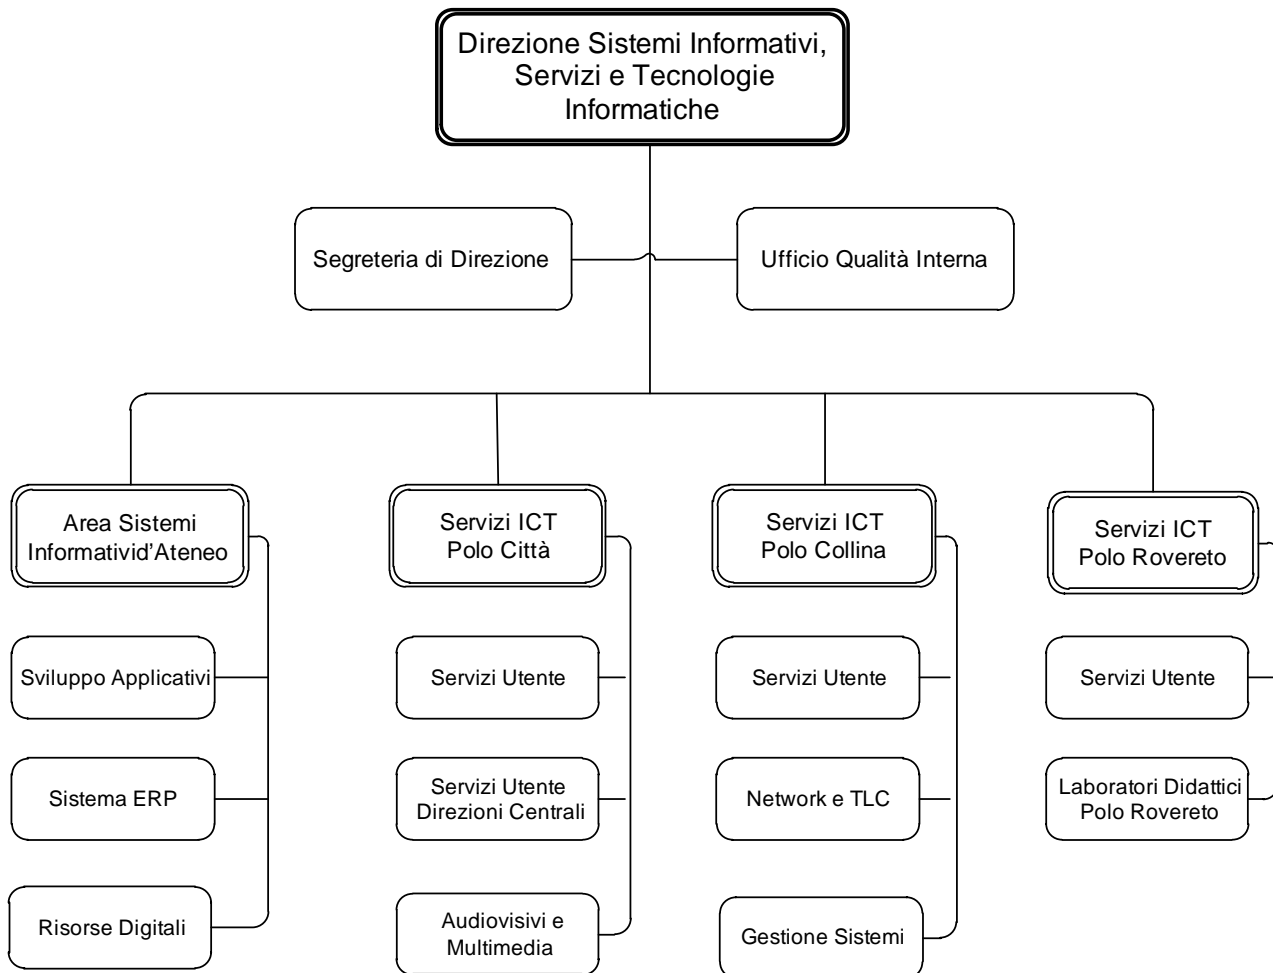 Direzione Sistemi Informativi,
Servizi e Tecnologie
Informatiche
Segreteria di Direzione
Ufficio Qualità Interna
Area Sistemi
Informativid'Ateneo
Servizi ICT
Polo Città
Servizi ICT
Polo Collina
Servizi ICT
Polo Rovereto
Sviluppo Applicativi
Servizi Utente
Servizi Utente
Servizi Utente
Sistema ERP
Servizi Utente
Direzioni Centrali
Network e TLC
Laboratori Didattici
Polo Rovereto
Risorse Digitali
Audiovisivi e
Multimedia
Gestione Sistemi